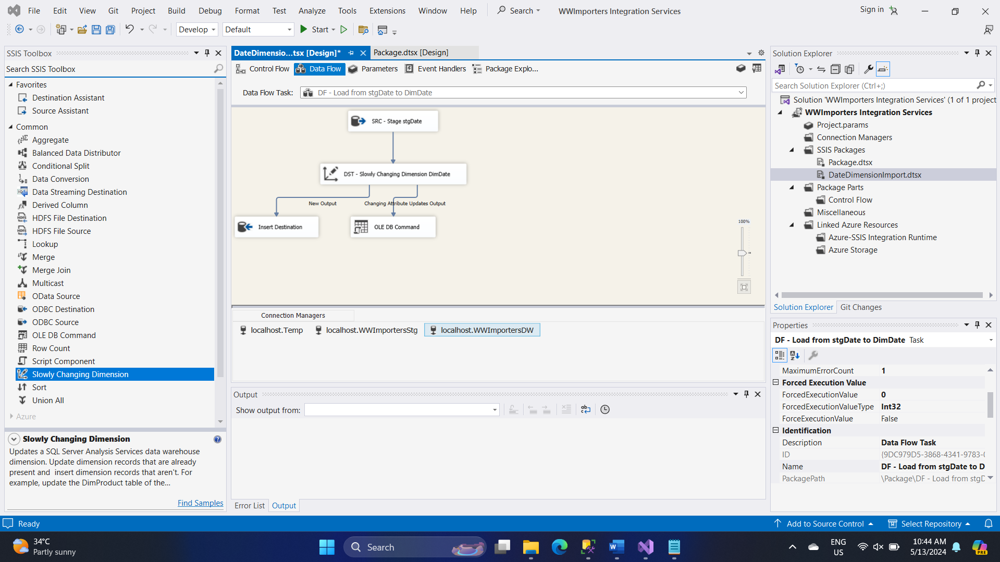 File Edit View Git Project Build Debug Format Test Analyze Tools Extensions Window Help Search WWImporters Integration Services Sign in
Develop Default Start
SSIS Toolbox
Search SSIS Toolbox
Favorites
Destination Assistant
Source Assistant
Common
Aggregate
Balanced Data Distributor
Conditional Split
Data Conversion
Data Streaming Destination
Derived Column
HDFS File Destination
HDFS File Source
Lookup
Merge
Merge Join
Multicast
OData Source
ODBC Destination
ODBC Source
OLE DB Command
Row Count
Script Component
Slowly Changing Dimension
Sort
Union All
Azure
Slowly Changing Dimension
Updates a SQL Server Analysis Services data warehouse
dimension. Update dimension records that are already
present and insert dimension records that aren't. For
example, update the DimProduct table of the...
Find Samples
DateDimensio...tsx [Design]* Package.dtsx [Design]
Control Flow Data Flow Parameters Event Handlers Package Explo...
Data Flow Task: DF - Load from stgDate to DimDate
SRC - Stage stgDate
DST - Slowly Changing Dimension DimDate
New Output Changing Attribute Updates Output
Insert Destination OLE DB Command
100%
Connection Managers
localhost.Temp localhost.WWImportersStg localhost.WWImportersDW
Output
Show output from:
Error List Output
Solution Explorer
Search Solution Explorer (Ctrl+;)
Solution 'WWImporters Integration Services' (1 of 1 project
WWImporters Integration Services
Project.params
Connection Managers
SSIS Packages
Package.dtsx
DateDimensionImport.dtsx
Package Parts
Control Flow
Miscellaneous
Linked Azure Resources
Azure-SSIS Integration Runtime
Azure Storage
Solution Explorer Git Changes
Properties
DF - Load from stgDate to DimDate Task
MaximumErrorCount 1
Forced Execution Value
ForcedExecutionValue 0
ForcedExecutionValueType Int32
ForceExecutionValue False
Identification
Description Data Flow Task
ID {9DC979D5-3868-4341-9783-
Name DF - Load from stgDate to D
PackagePath \Package\DF - Load from stgD
Ready Add to Source Control Select Repository
34°C
Partly sunny
Search
ENG
US
10:44 AM
5/13/2024
PRE